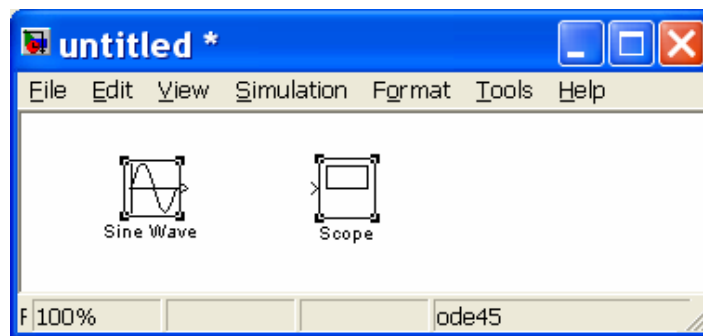 untitled *
File Edit View Simulation Format Tools Help
Sine Wave Scope
F 100% ode45